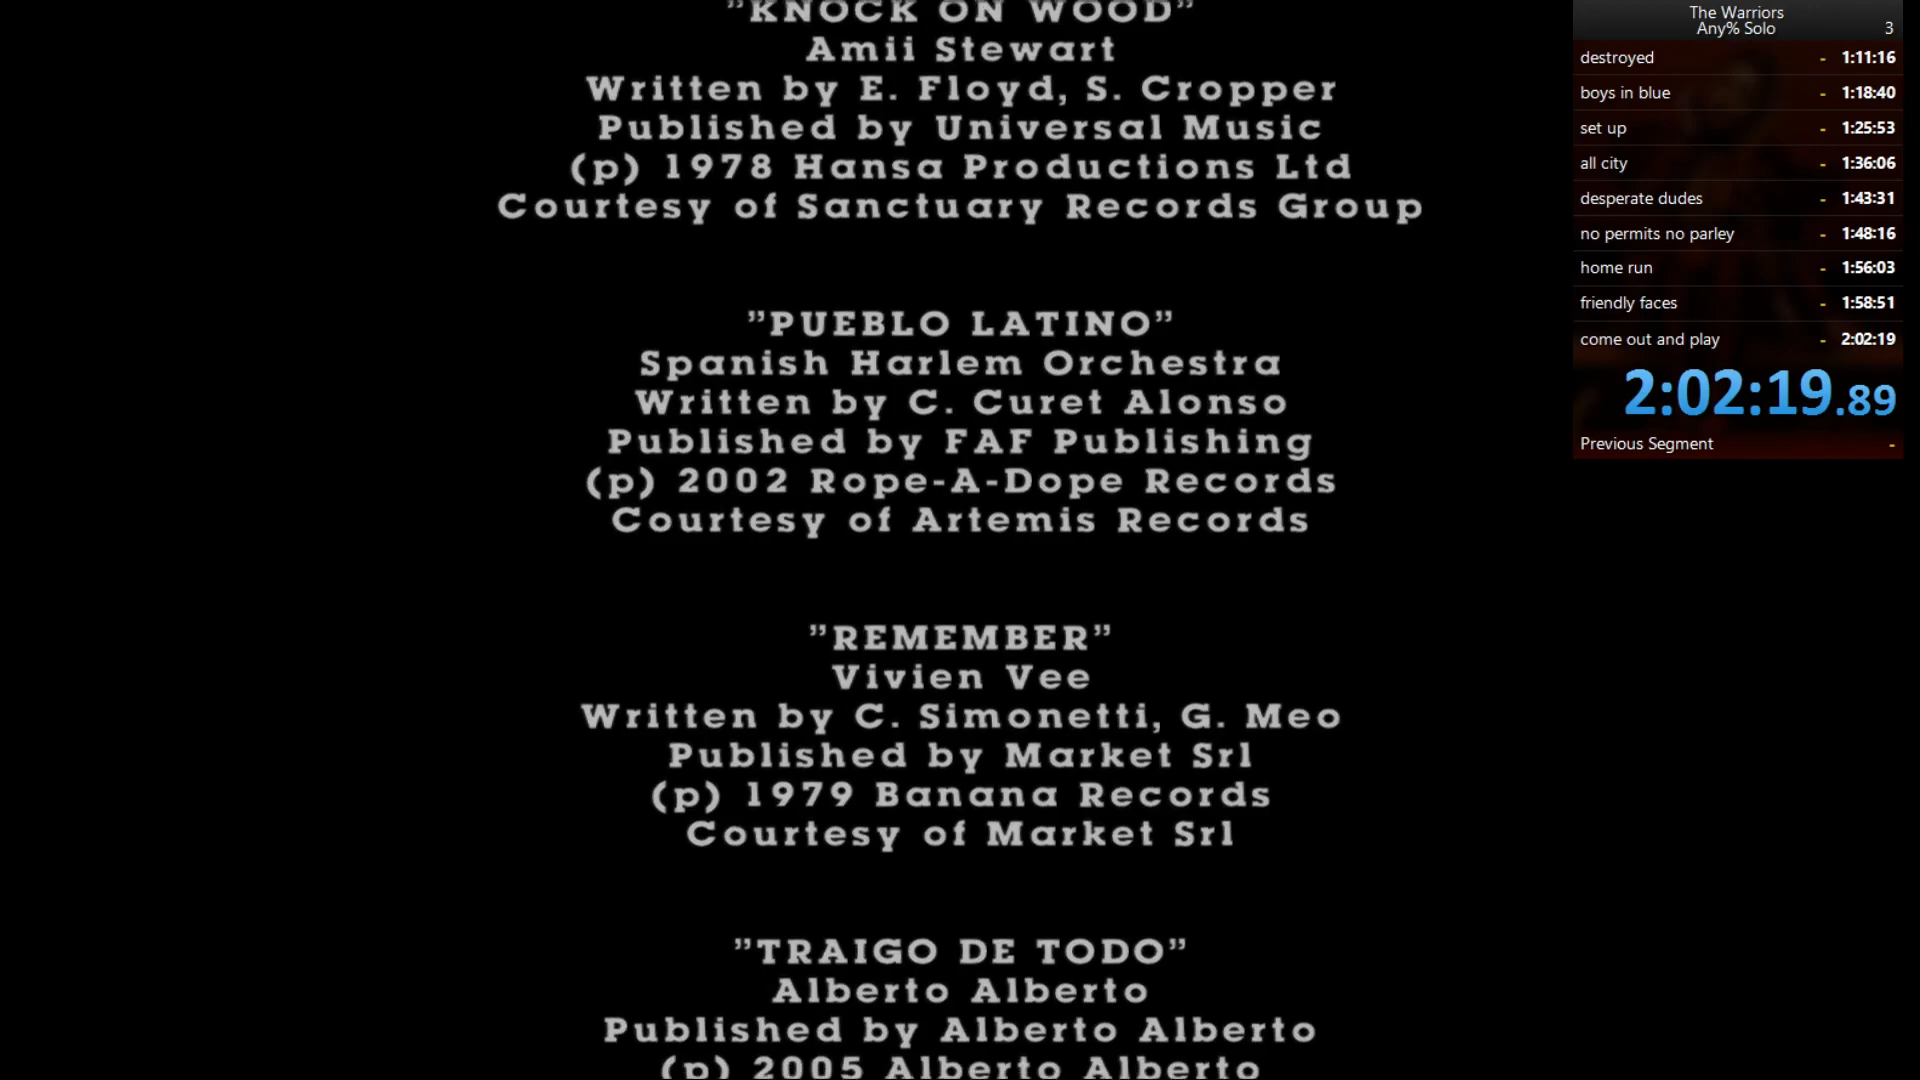 "KNOCK ON WOOD"
Amii Stewart
Written by E. Floyd, S. Cropper
Published by Universal Music
(p) 1978 Hansa Productions Ltd
Courtesy of Sanctuary Records Group
"PUEBLO LATINO"
Spanish Harlem Orchestra
Written by C. Curet Alonso
Published by FAF Publishing
(p) 2002 Rope-A-Dope Records
Courtesy of Artemis Records
"REMEMBER"
Vivien Vee
Written by C. Simonetti, G. Meo
Published by Market Srl
(p) 1979 Banana Records
Courtesy of Market Srl
"TRAIGO DE TODO"
Alberto Alberto
Published by Alberto Alberto
(p) 2005 Alberto Alberto
The Warriors
Any% Solo 3
destroyed - 1:11:16
boys in blue - 1:18:40
set up - 1:25:53
all city - 1:36:06
desperate dudes - 1:43:31
no permits no parley - 1:48:16
home run - 1:56:03
friendly faces - 1:58:51
come out and play - 2:02:19
2:02:19.89
Previous Segment -